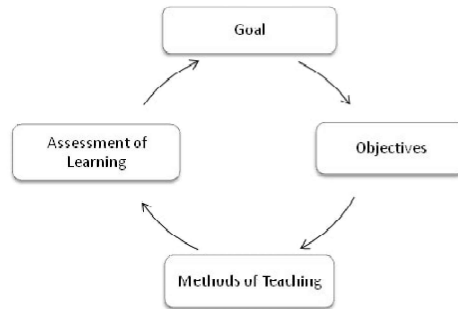 Goal
Objectives
Methods of Teaching
Assessment of
Learning